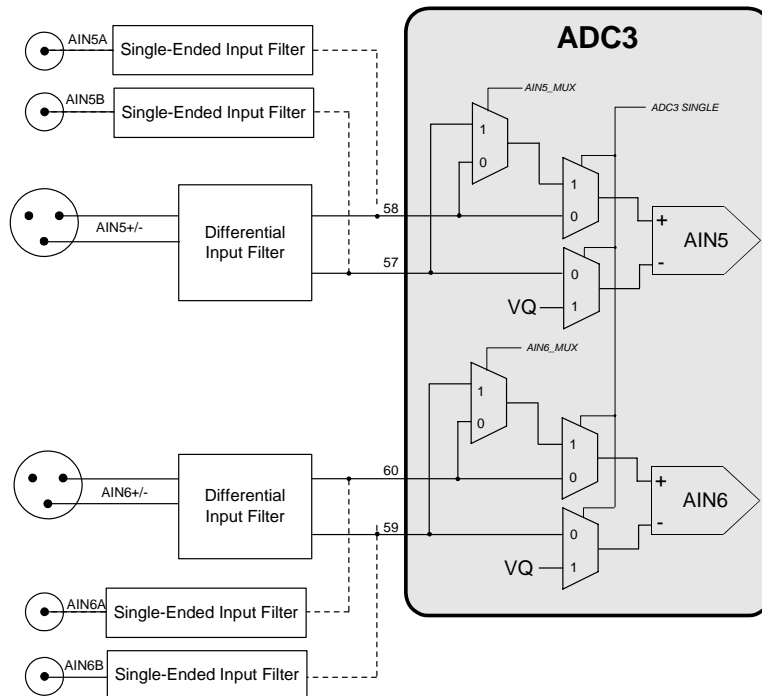 ADC3
AIN5A
Single-Ended Input Filter
AIN5B
Single-Ended Input Filter
AIN5_MUX
ADC3 SINGLE
1
0
1
0
AIN5+/-
Differential
Input Filter
58
57
+
-
AIN5
0
1
VQ
AIN6_MUX
1
0
1
0
AIN6+/-
Differential
Input Filter
60
59
+
-
AIN6
0
1
VQ
AIN6A
Single-Ended Input Filter
AIN6B
Single-Ended Input Filter